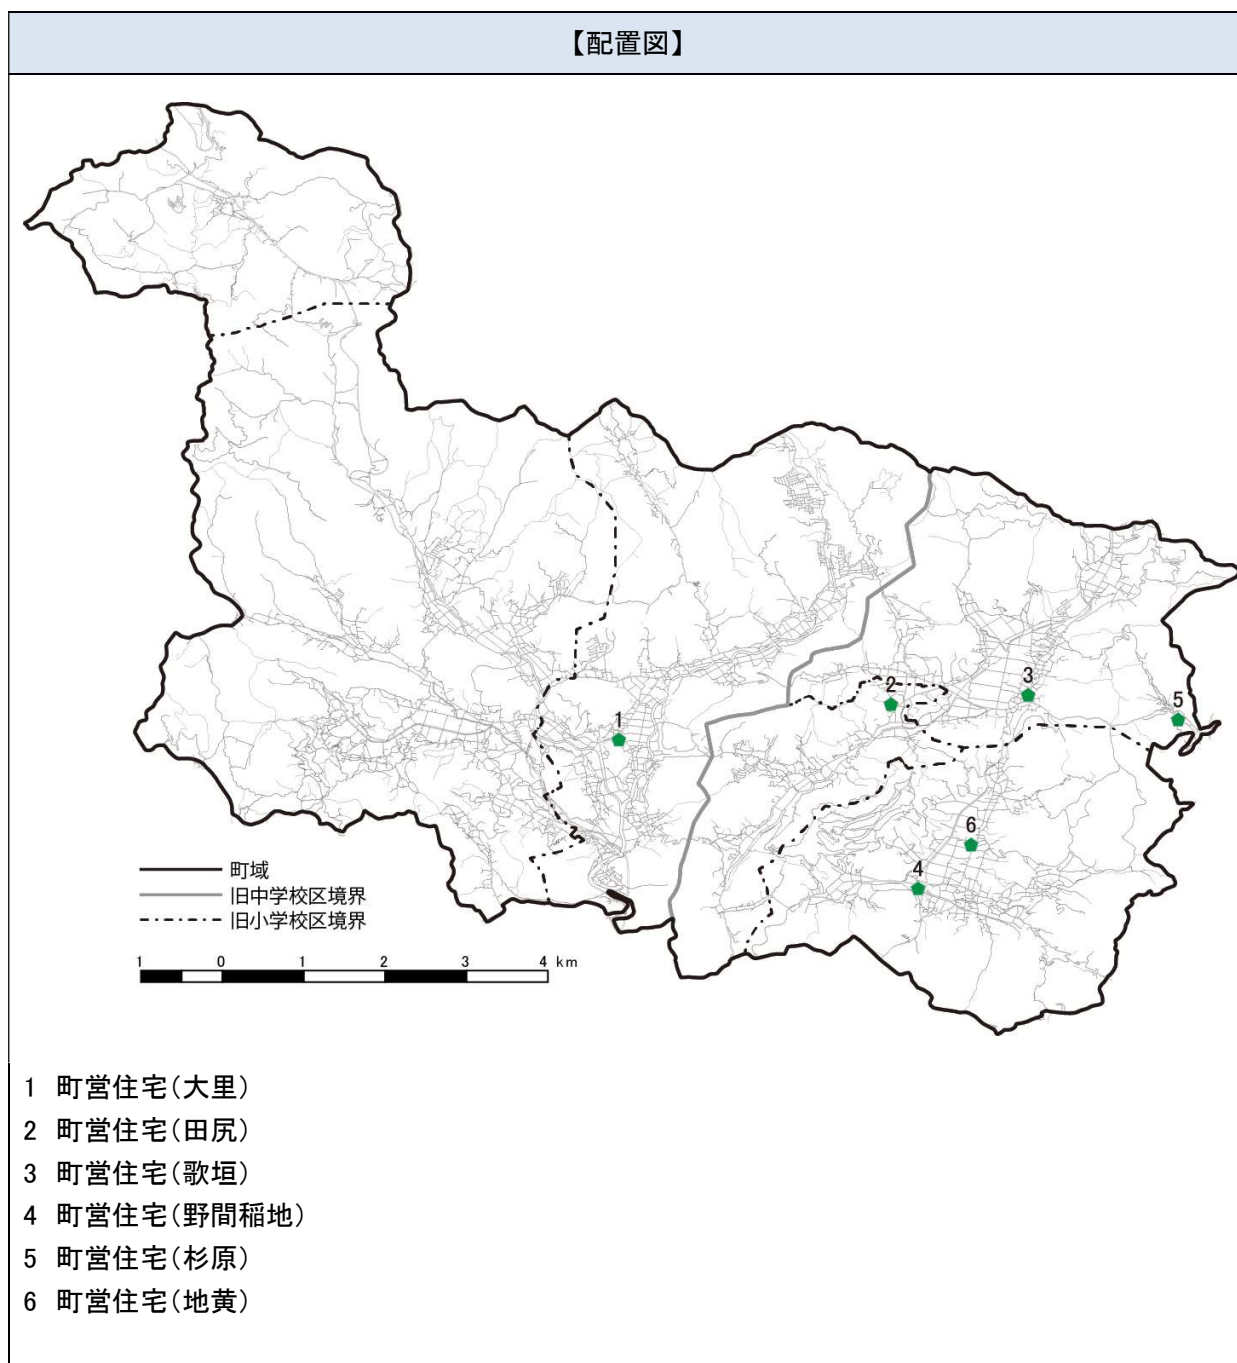 【配置図】
2
3
5
1
6
4
町域
旧中学校区境界
旧小学校区境界
1 0 1 2 3 4 km
1 町営住宅(大里)
2 町営住宅(田尻)
3 町営住宅(歌垣)
4 町営住宅(野間稲地)
5 町営住宅(杉原)
6 町営住宅(地黄)